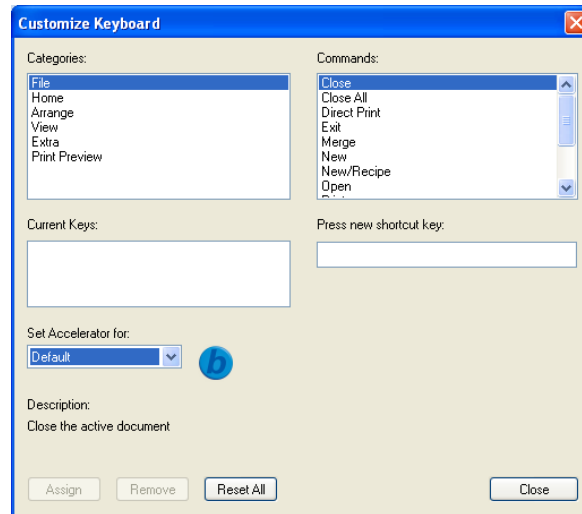 Customize Keyboard
Categories:
File
Home
Arrange
View
Extra
Print Preview
Commands:
Close
Close All
Direct Print
Exit
Merge
New
New/Recipe
Open
Current Keys:
Press new shortcut key:
Set Accelerator for:
Default
b
Description:
Close the active document
Assign
Remove
Reset All
Close